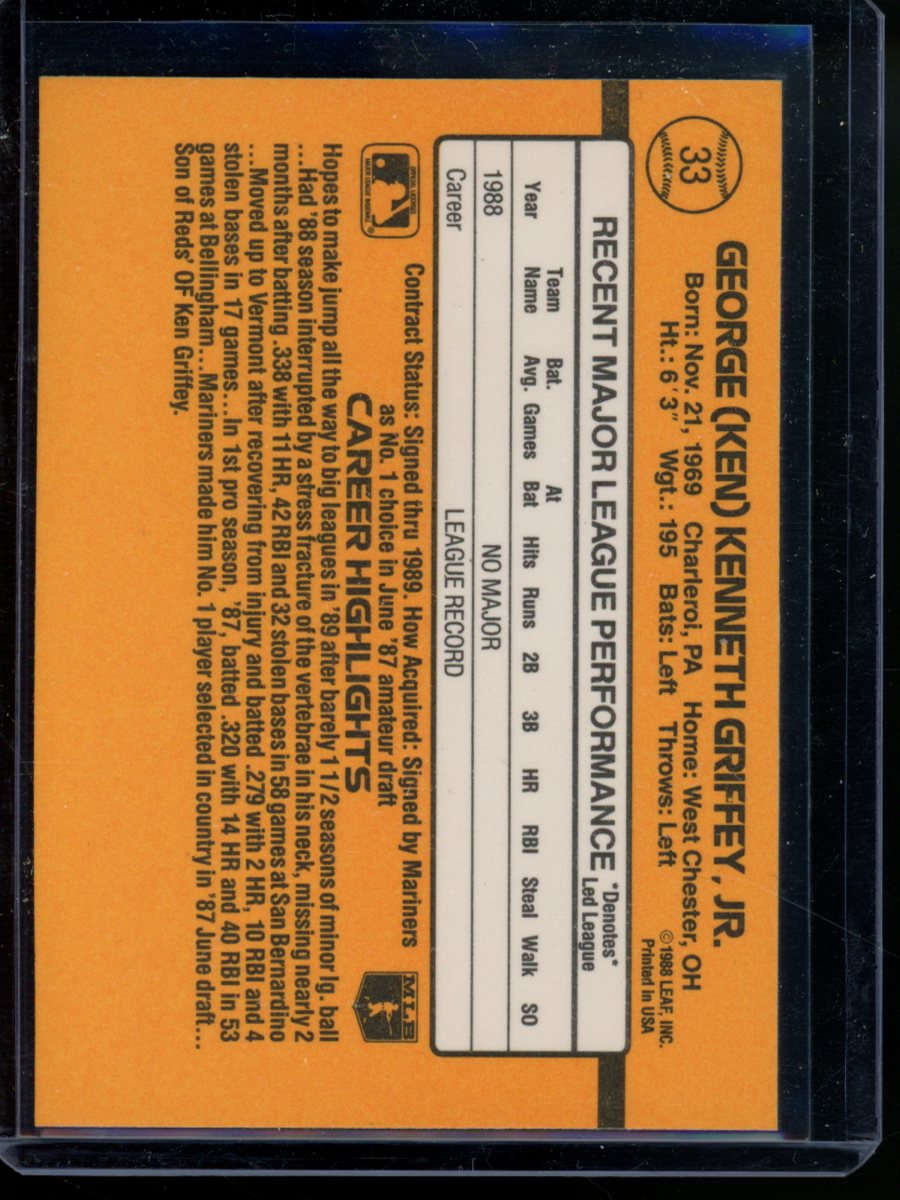 33
GEORGE (KEN) KENNETH GRIFFEY, JR.
Born: Nov. 21, 1969 Charleroi, PA Home: West Chester, OH
Ht.: 6'3" Wgt.: 195 Bats: Left Throws: Left
©1988 LEAF, INC.
Printed in USA
RECENT MAJOR LEAGUE PERFORMANCE
*Denotes*
Led League
Team Bat. At
Year Name Avg. Games Bat Hits Runs 2B 3B HR RBI Steal Walk SO
1988 NO MAJOR
Career LEAGUE RECORD
Contract Status: Signed thru 1989, How Acquired: Signed by Mariners
as No. 1 choice in June '87 amateur draft
MLB
CAREER HIGHLIGHTS
Hopes to make jump all the way to big leagues in '89 after barely 1 1/2 seasons of minor lg. ball
...Had '88 season interrupted by a stress fracture of the vertebrae in his neck, missing nearly 2
months after batting .338 with 11 HR, 42 RBI and 32 stolen bases in 58 games at San Bernardino
...Moved up to Vermont after recovering from injury and batted .279 with 2 HR, 10 RBI and 4
stolen bases in 17 games...In 1st pro season, '87, batted .320 with 14 HR and 40 RBI in 53
games at Bellingham...Mariners made him No. 1 player selected in country in '87 June draft...
Son of Reds' OF Ken Griffey.